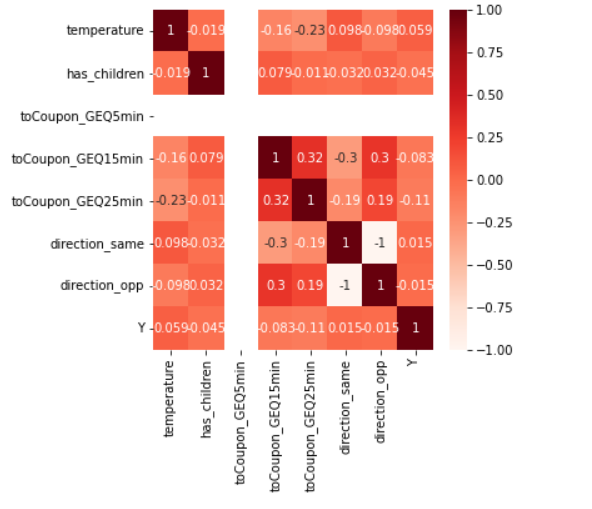 temperature 1 -0.019 -0.16 -0.23 0.098 -0.098 0.059
has_children -0.019 1 0.079 -0.011 -0.032 0.032 -0.045
toCoupon_GEQ5min
toCoupon_GEQ15min -0.16 0.079 1 0.32 -0.3 0.3 -0.083
toCoupon_GEQ25min -0.23 -0.011 0.32 1 -0.19 0.19 -0.11
direction_same 0.098 -0.032 -0.3 -0.19 1 -1 0.015
direction_opp -0.098 0.032 0.3 0.19 -1 1 -0.015
Y 0.059 -0.045 -0.083 -0.11 0.015 -0.015 1
temperature
has_children
toCoupon_GEQ5min
toCoupon_GEQ15min
toCoupon_GEQ25min
direction_same
direction_opp
Y
1.00
0.75
0.50
0.25
0.00
−0.25
−0.50
−0.75
−1.00